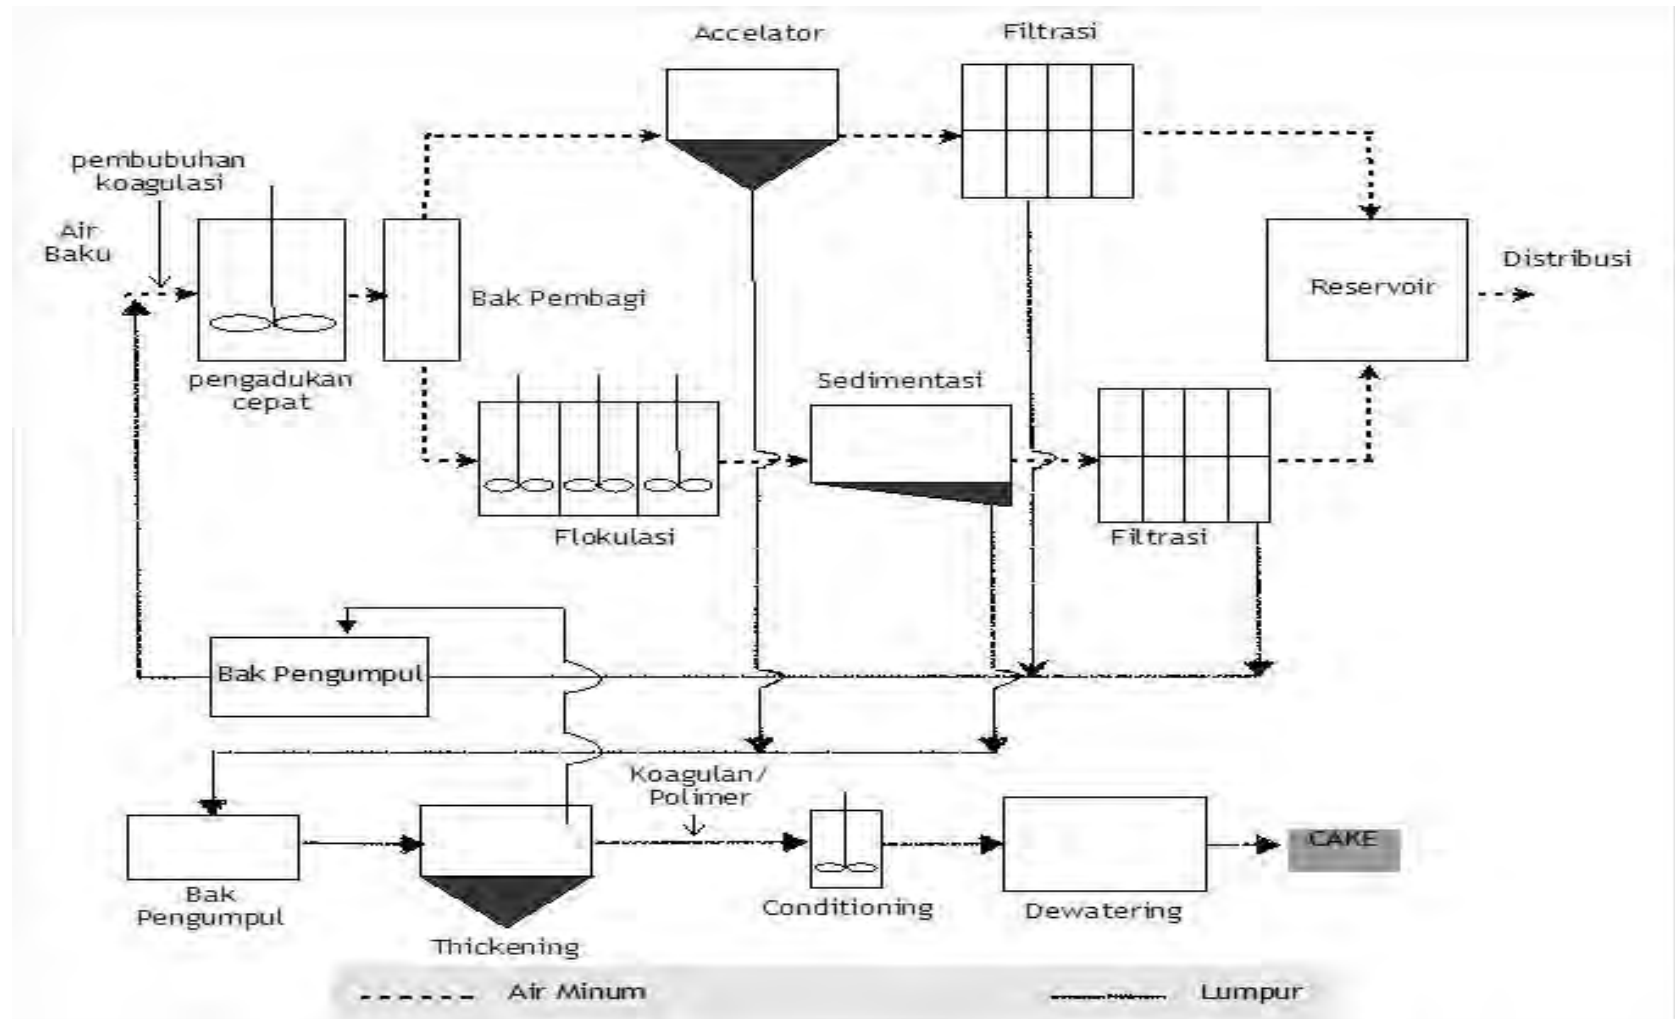 Accelator
Filtrasi
pembubuhan
koagulasi
Air
Baku
Distribusi
Reservoir
Bak Pembagi
pengadukan
cepat
Sedimentasi
Flokulasi
Filtrasi
Bak Pengumpul
Koagulan/
Polimer
CAKE
Bak
Pengumpul
Conditioning
Dewatering
Thickening
Air Minum
Lumpur